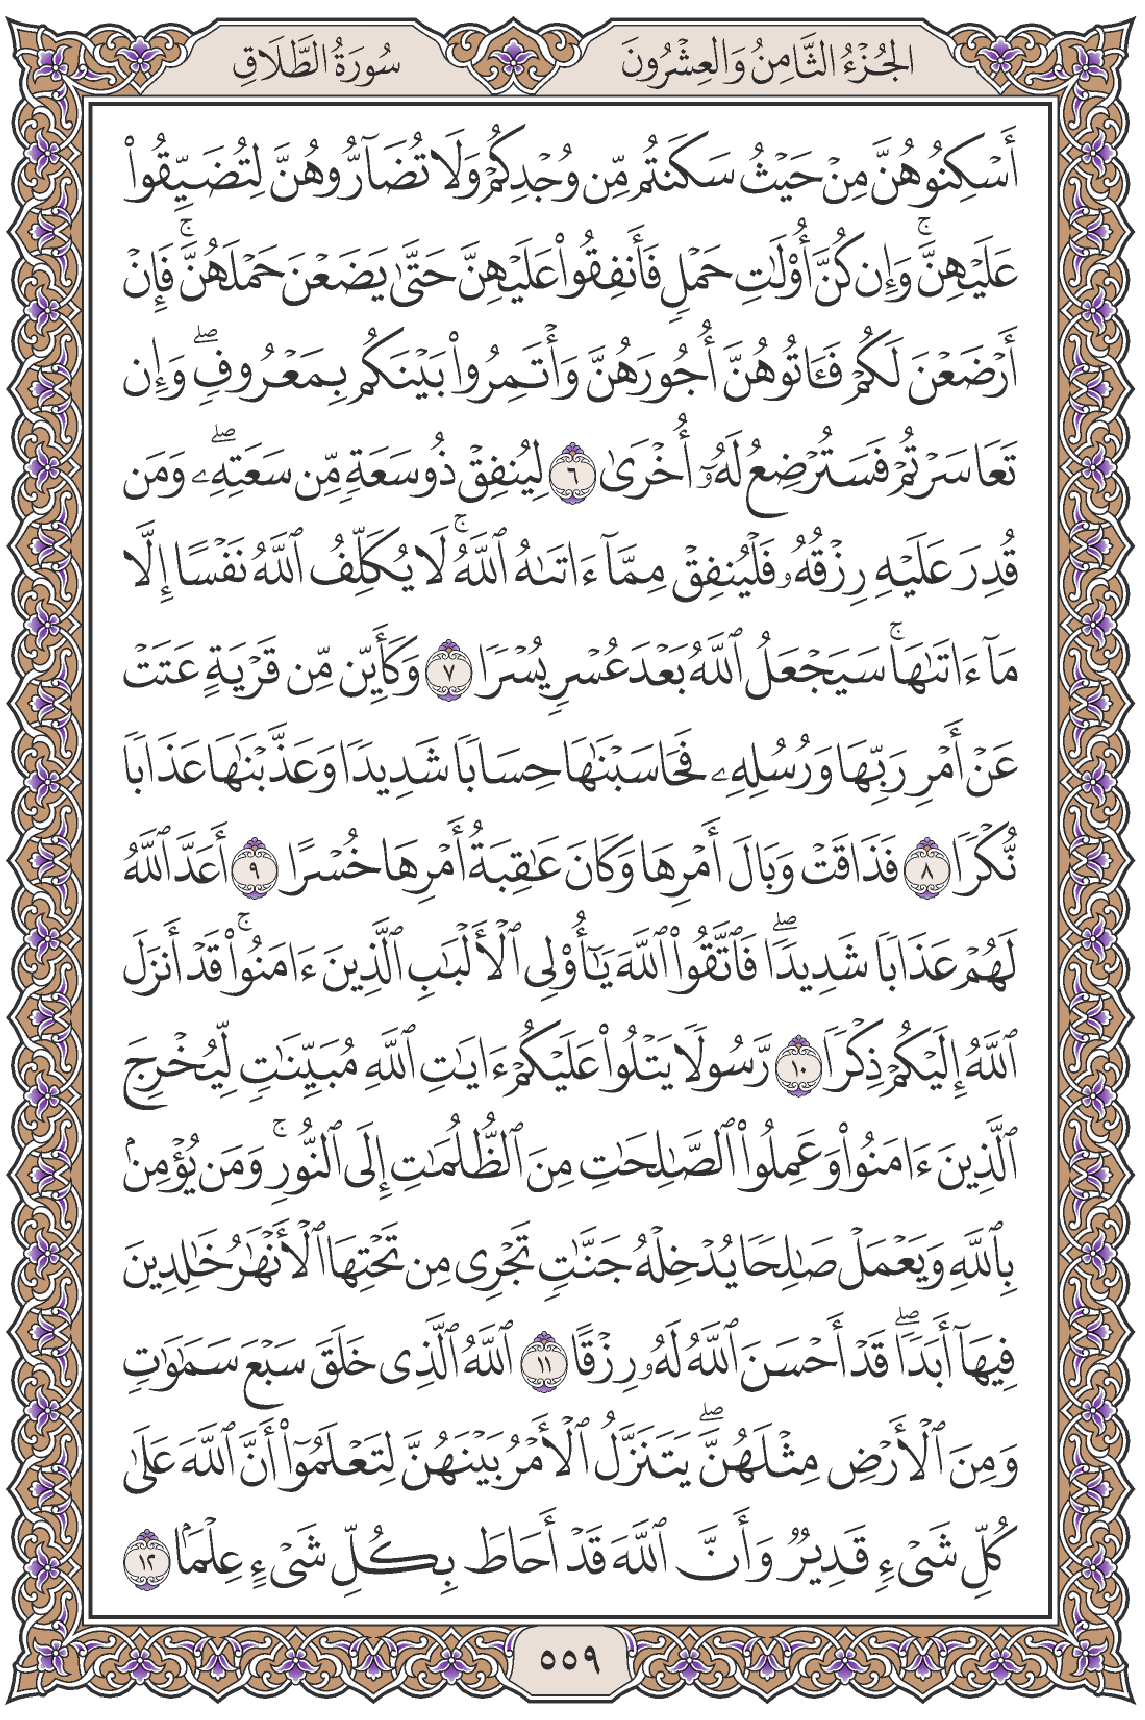 الجُزْءُ الثَّامِنُ وَالعِشْرُونَ
سُورَةُ الطَّلَاقِ
أَسْكِنُوهُنَّ مِنْ حَيْثُ سَكَنتُم مِّن وُجْدِكُمْ وَلَا تُضَآرُّوهُنَّ لِتُضَيِّقُوا۟
عَلَيْهِنَّ ۚ وَإِن كُنَّ أُو۟لَٰتِ حَمْلٍ فَأَنفِقُوا۟ عَلَيْهِنَّ حَتَّىٰ يَضَعْنَ حَمْلَهُنَّ ۚ فَإِنْ
أَرْضَعْنَ لَكُمْ فَـَٔاتُوهُنَّ أُجُورَهُنَّ وَأْتَمِرُوا۟ بَيْنَكُم بِمَعْرُوفٍ ۖ وَإِن
تَعَاسَرْتُمْ فَسَتُرْضِعُ لَهُۥٓ أُخْرَىٰ ٦ لِيُنفِقْ ذُو سَعَةٍ مِّن سَعَتِهِۦ ۖ وَمَن
قُدِرَ عَلَيْهِ رِزْقُهُۥ فَلْيُنفِقْ مِمَّآ ءَاتَىٰهُ ٱللَّهُ ۚ لَا يُكَلِّفُ ٱللَّهُ نَفْسًا إِلَّا
مَآ ءَاتَىٰهَا ۚ سَيَجْعَلُ ٱللَّهُ بَعْدَ عُسْرٍ يُسْرًا ٧ وَكَأَيِّن مِّن قَرْيَةٍ عَتَتْ
عَنْ أَمْرِ رَبِّهَا وَرُسُلِهِۦ فَحَاسَبْنَٰهَا حِسَابًا شَدِيدًا وَعَذَّبْنَٰهَا عَذَابًا
نُّكْرًا ٨ فَذَاقَتْ وَبَالَ أَمْرِهَا وَكَانَ عَٰقِبَةُ أَمْرِهَا خُسْرًا ٩ أَعَدَّ ٱللَّهُ
لَهُمْ عَذَابًا شَدِيدًا ۖ فَٱتَّقُوا۟ ٱللَّهَ يَٰٓأُو۟لِى ٱلْأَلْبَٰبِ ٱلَّذِينَ ءَامَنُوا۟ ۚ قَدْ أَنزَلَ
ٱللَّهُ إِلَيْكُمْ ذِكْرًا ١٠ رَّسُولًا يَتْلُوا۟ عَلَيْكُمْ ءَايَٰتِ ٱللَّهِ مُبَيِّنَٰتٍ لِّيُخْرِجَ
ٱلَّذِينَ ءَامَنُوا۟ وَعَمِلُوا۟ ٱلصَّٰلِحَٰتِ مِنَ ٱلظُّلُمَٰتِ إِلَى ٱلنُّورِ ۚ وَمَن يُؤْمِنۢ
بِٱللَّهِ وَيَعْمَلْ صَٰلِحًا يُدْخِلْهُ جَنَّٰتٍ تَجْرِى مِن تَحْتِهَا ٱلْأَنْهَٰرُ خَٰلِدِينَ
فِيهَآ أَبَدًا ۖ قَدْ أَحْسَنَ ٱللَّهُ لَهُۥ رِزْقًا ١١ ٱللَّهُ ٱلَّذِى خَلَقَ سَبْعَ سَمَٰوَٰتٍ
وَمِنَ ٱلْأَرْضِ مِثْلَهُنَّ ۖ يَتَنَزَّلُ ٱلْأَمْرُ بَيْنَهُنَّ لِتَعْلَمُوٓا۟ أَنَّ ٱللَّهَ عَلَىٰ
كُلِّ شَىْءٍ قَدِيرٌ وَأَنَّ ٱللَّهَ قَدْ أَحَاطَ بِكُلِّ شَىْءٍ عِلْمًۢا ١٢
٥٥٩